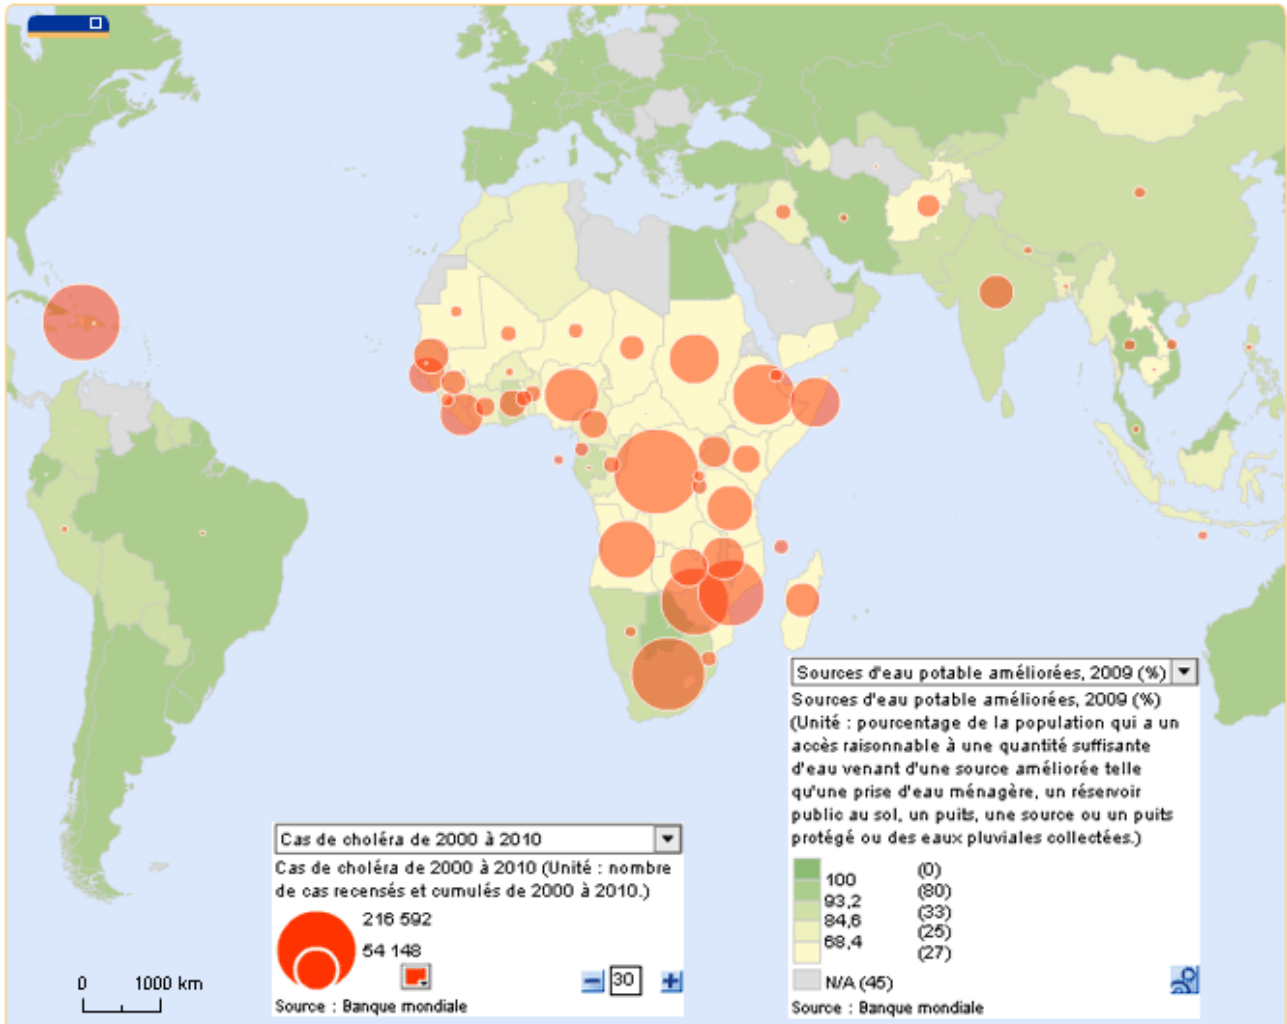 Sources d'eau potable améliorées, 2009 (%)
Sources d'eau potable améliorées, 2009 (%)
(Unité : pourcentage de la population qui a un
accès raisonnable à une quantité suffisante
d'eau venant d'une source améliorée telle
qu'une prise d'eau ménagère, un réservoir
public au sol, un puits, une source ou un puits
protégé ou des eaux pluviales collectées.)
(0)
100
(80)
93,2
(33)
84,6
(25)
68,4
(27)
N/A (45)
Source : Banque mondiale
Cas de choléra de 2000 à 2010
Cas de choléra de 2000 à 2010 (Unité : nombre
de cas recensés et cumulés de 2000 à 2010.)
216 592
54 148
30
Source : Banque mondiale
0 1000 km